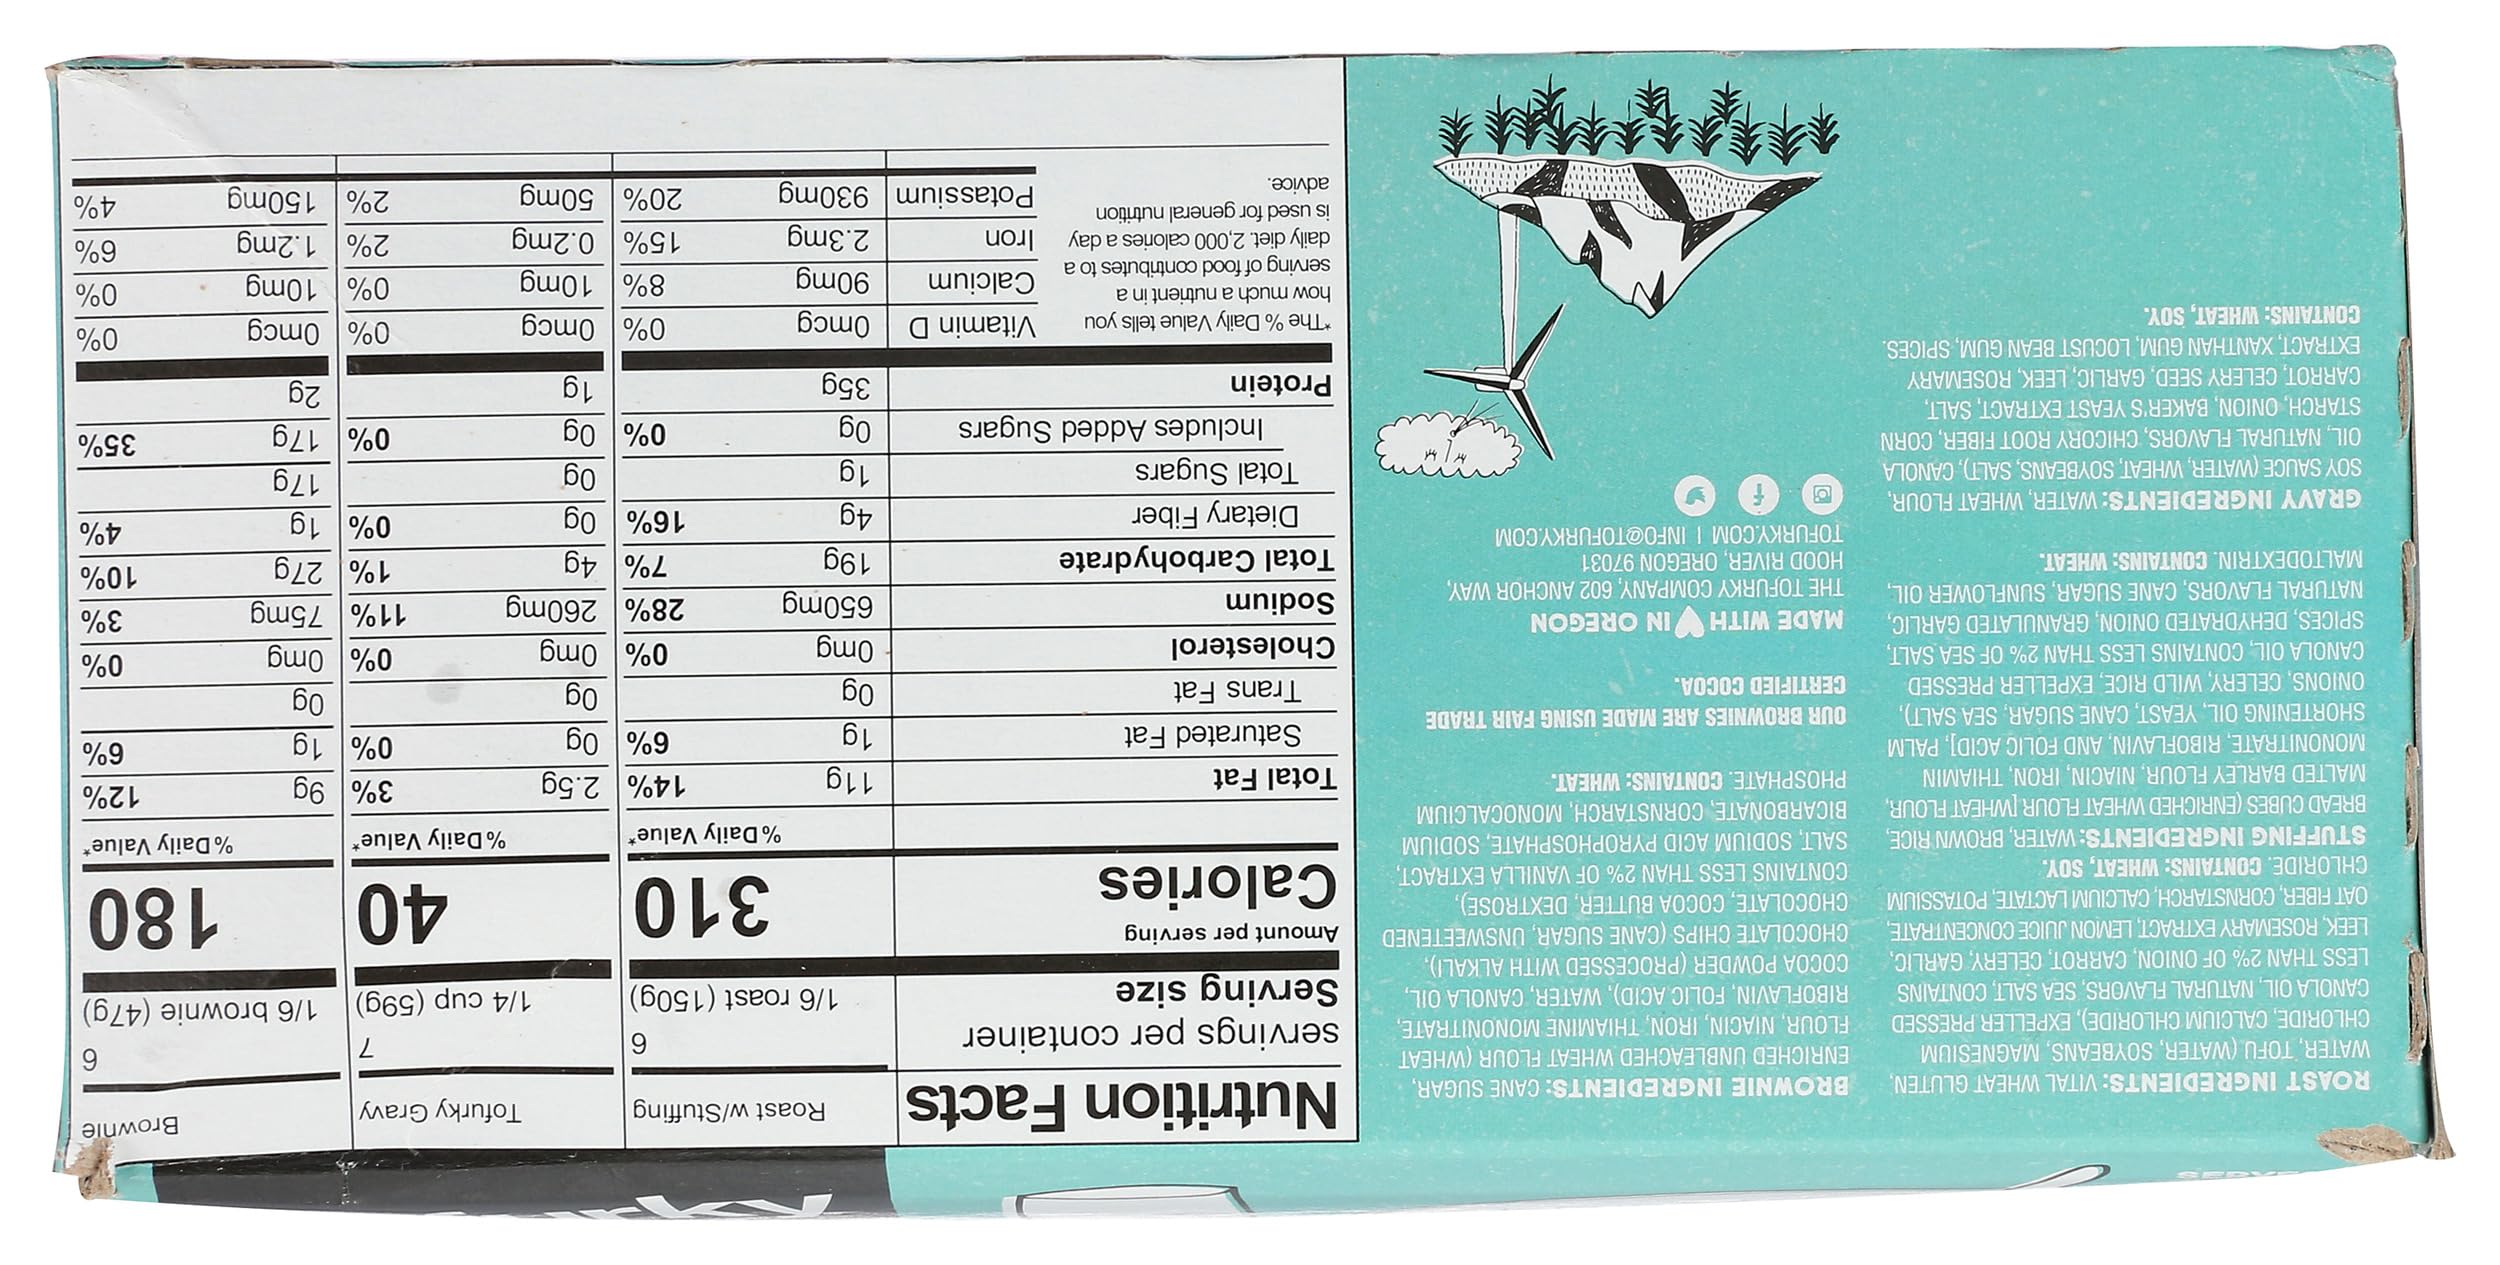 ROAST INGREDIENTS: VITAL WHEAT GLUTEN,
WATER, TOFU (WATER, SOYBEANS, MAGNESIUM
CHLORIDE, CALCIUM CHLORIDE), EXPELLER PRESSED
CANOLA OIL, NATURAL FLAVORS, SEA SALT, CONTAINS
LESS THAN 2% OF ONION, CARROT, CELERY, GARLIC,
LEEK, ROSEMARY EXTRACT, LEMON JUICE CONCENTRATE,
OAT FIBER, CORNSTARCH, CALCIUM LACTATE, POTASSIUM
CHLORIDE. CONTAINS: WHEAT, SOY.
STUFFING INGREDIENTS: WATER, BROWN RICE,
BREAD CUBES (ENRICHED WHEAT FLOUR [WHEAT FLOUR,
MALTED BARLEY FLOUR, NIACIN, IRON, THIAMIN
MONONITRATE, RIBOFLAVIN, AND FOLIC ACID], PALM
SHORTENING OIL, YEAST, CANE SUGAR, SEA SALT),
ONIONS, CELERY, WILD RICE, EXPELLER PRESSED
CANOLA OIL, CONTAINS LESS THAN 2% OF SEA SALT,
SPICES, DEHYDRATED ONION, GRANULATED GARLIC,
NATURAL FLAVORS, CANE SUGAR, SUNFLOWER OIL,
MALTODEXTRIN. CONTAINS: WHEAT.
GRAVY INGREDIENTS: WATER, WHEAT FLOUR,
SOY SAUCE (WATER, WHEAT, SOYBEANS, SALT), CANOLA
OIL, NATURAL FLAVORS, CHICORY ROOT FIBER, CORN
STARCH, ONION, BAKER'S YEAST EXTRACT, SALT,
CARROT, CELERY SEED, GARLIC, LEEK, ROSEMARY
EXTRACT, XANTHAN GUM, LOCUST BEAN GUM, SPICES.
CONTAINS: WHEAT, SOY.
BROWNIE INGREDIENTS: CANE SUGAR,
ENRICHED UNBLEACHED WHEAT FLOUR (WHEAT
FLOUR, NIACIN, IRON, THIAMINE MONONITRATE,
RIBOFLAVIN, FOLIC ACID), WATER, CANOLA OIL,
COCOA POWDER (PROCESSED WITH ALKALI),
CHOCOLATE CHIPS (CANE SUGAR, UNSWEETENED
CHOCOLATE, COCOA BUTTER, DEXTROSE),
CONTAINS LESS THAN 2% OF VANILLA EXTRACT,
SALT, SODIUM ACID PYROPHOSPHATE, SODIUM
BICARBONATE, CORNSTARCH, MONOCALCIUM
PHOSPHATE. CONTAINS: WHEAT.
OUR BROWNIES ARE MADE USING FAIR TRADE
CERTIFIED COCOA.
MADE WITH ♥ IN OREGON
THE TOFURKY COMPANY, 602 ANCHOR WAY,
HOOD RIVER, OREGON 97031
TOFURKY.COM | INFO@TOFURKY.COM
Nutrition Facts Roast w/Stuffing Tofurky Gravy Brownie
servings per container 6 7 6
Serving size 1/6 roast (150g) 1/4 cup (59g) 1/6 brownie (47g)
Amount per serving
Calories 310 40 180
% Daily Value* % Daily Value* % Daily Value*
Total Fat 11g 14% 2.5g 3% 9g 12%
Saturated Fat 1g 6% 0g 0% 1g 6%
Trans Fat 0g 0g 0g
Cholesterol 0mg 0% 0mg 0% 0mg 0%
Sodium 650mg 28% 260mg 11% 75mg 3%
Total Carbohydrate 19g 7% 4g 1% 27g 10%
Dietary Fiber 4g 16% 0g 0% 1g 4%
Total Sugars 1g 0g 17g
Includes Added Sugars 0g 0% 0g 0% 17g 35%
Protein 35g 1g 2g
Vitamin D 0mcg 0% 0mcg 0% 0mcg 0%
Calcium 90mg 8% 10mg 0% 10mg 0%
Iron 2.3mg 15% 0.2mg 2% 1.2mg 6%
Potassium 930mg 20% 50mg 2% 150mg 4%
*The % Daily Value tells you
how much a nutrient in a
serving of food contributes to a
daily diet. 2,000 calories a day
is used for general nutrition
advice.